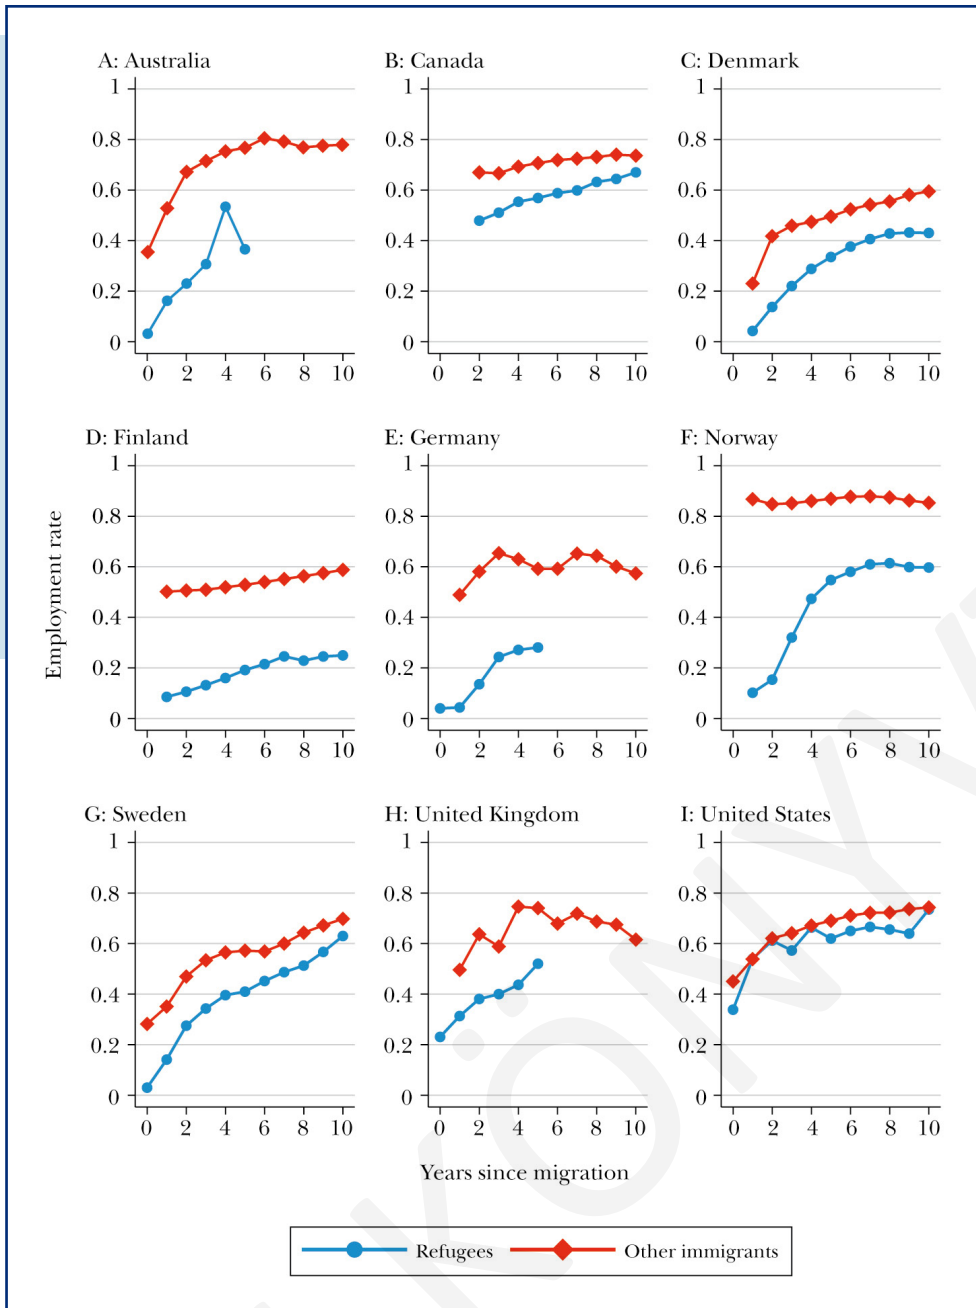 A: Australia
B: Canada
C: Denmark
1 1 1
0.8 0.8 0.8
0.6 0.6 0.6
0.4 0.4 0.4
0.2 0.2 0.2
0 0 0
0 2 4 6 8 10 0 2 4 6 8 10 0 2 4 6 8 10
D: Finland
E: Germany
F: Norway
Employment rate
1 1 1
0.8 0.8 0.8
0.6 0.6 0.6
0.4 0.4 0.4
0.2 0.2 0.2
0 0 0
0 2 4 6 8 10 0 2 4 6 8 10 0 2 4 6 8 10
G: Sweden
H: United Kingdom
I: United States
1 1 1
0.8 0.8 0.8
0.6 0.6 0.6
0.4 0.4 0.4
0.2 0.2 0.2
0 0 0
0 2 4 6 8 10 0 2 4 6 8 10 0 2 4 6 8 10
Years since migration
Refugees
Other immigrants